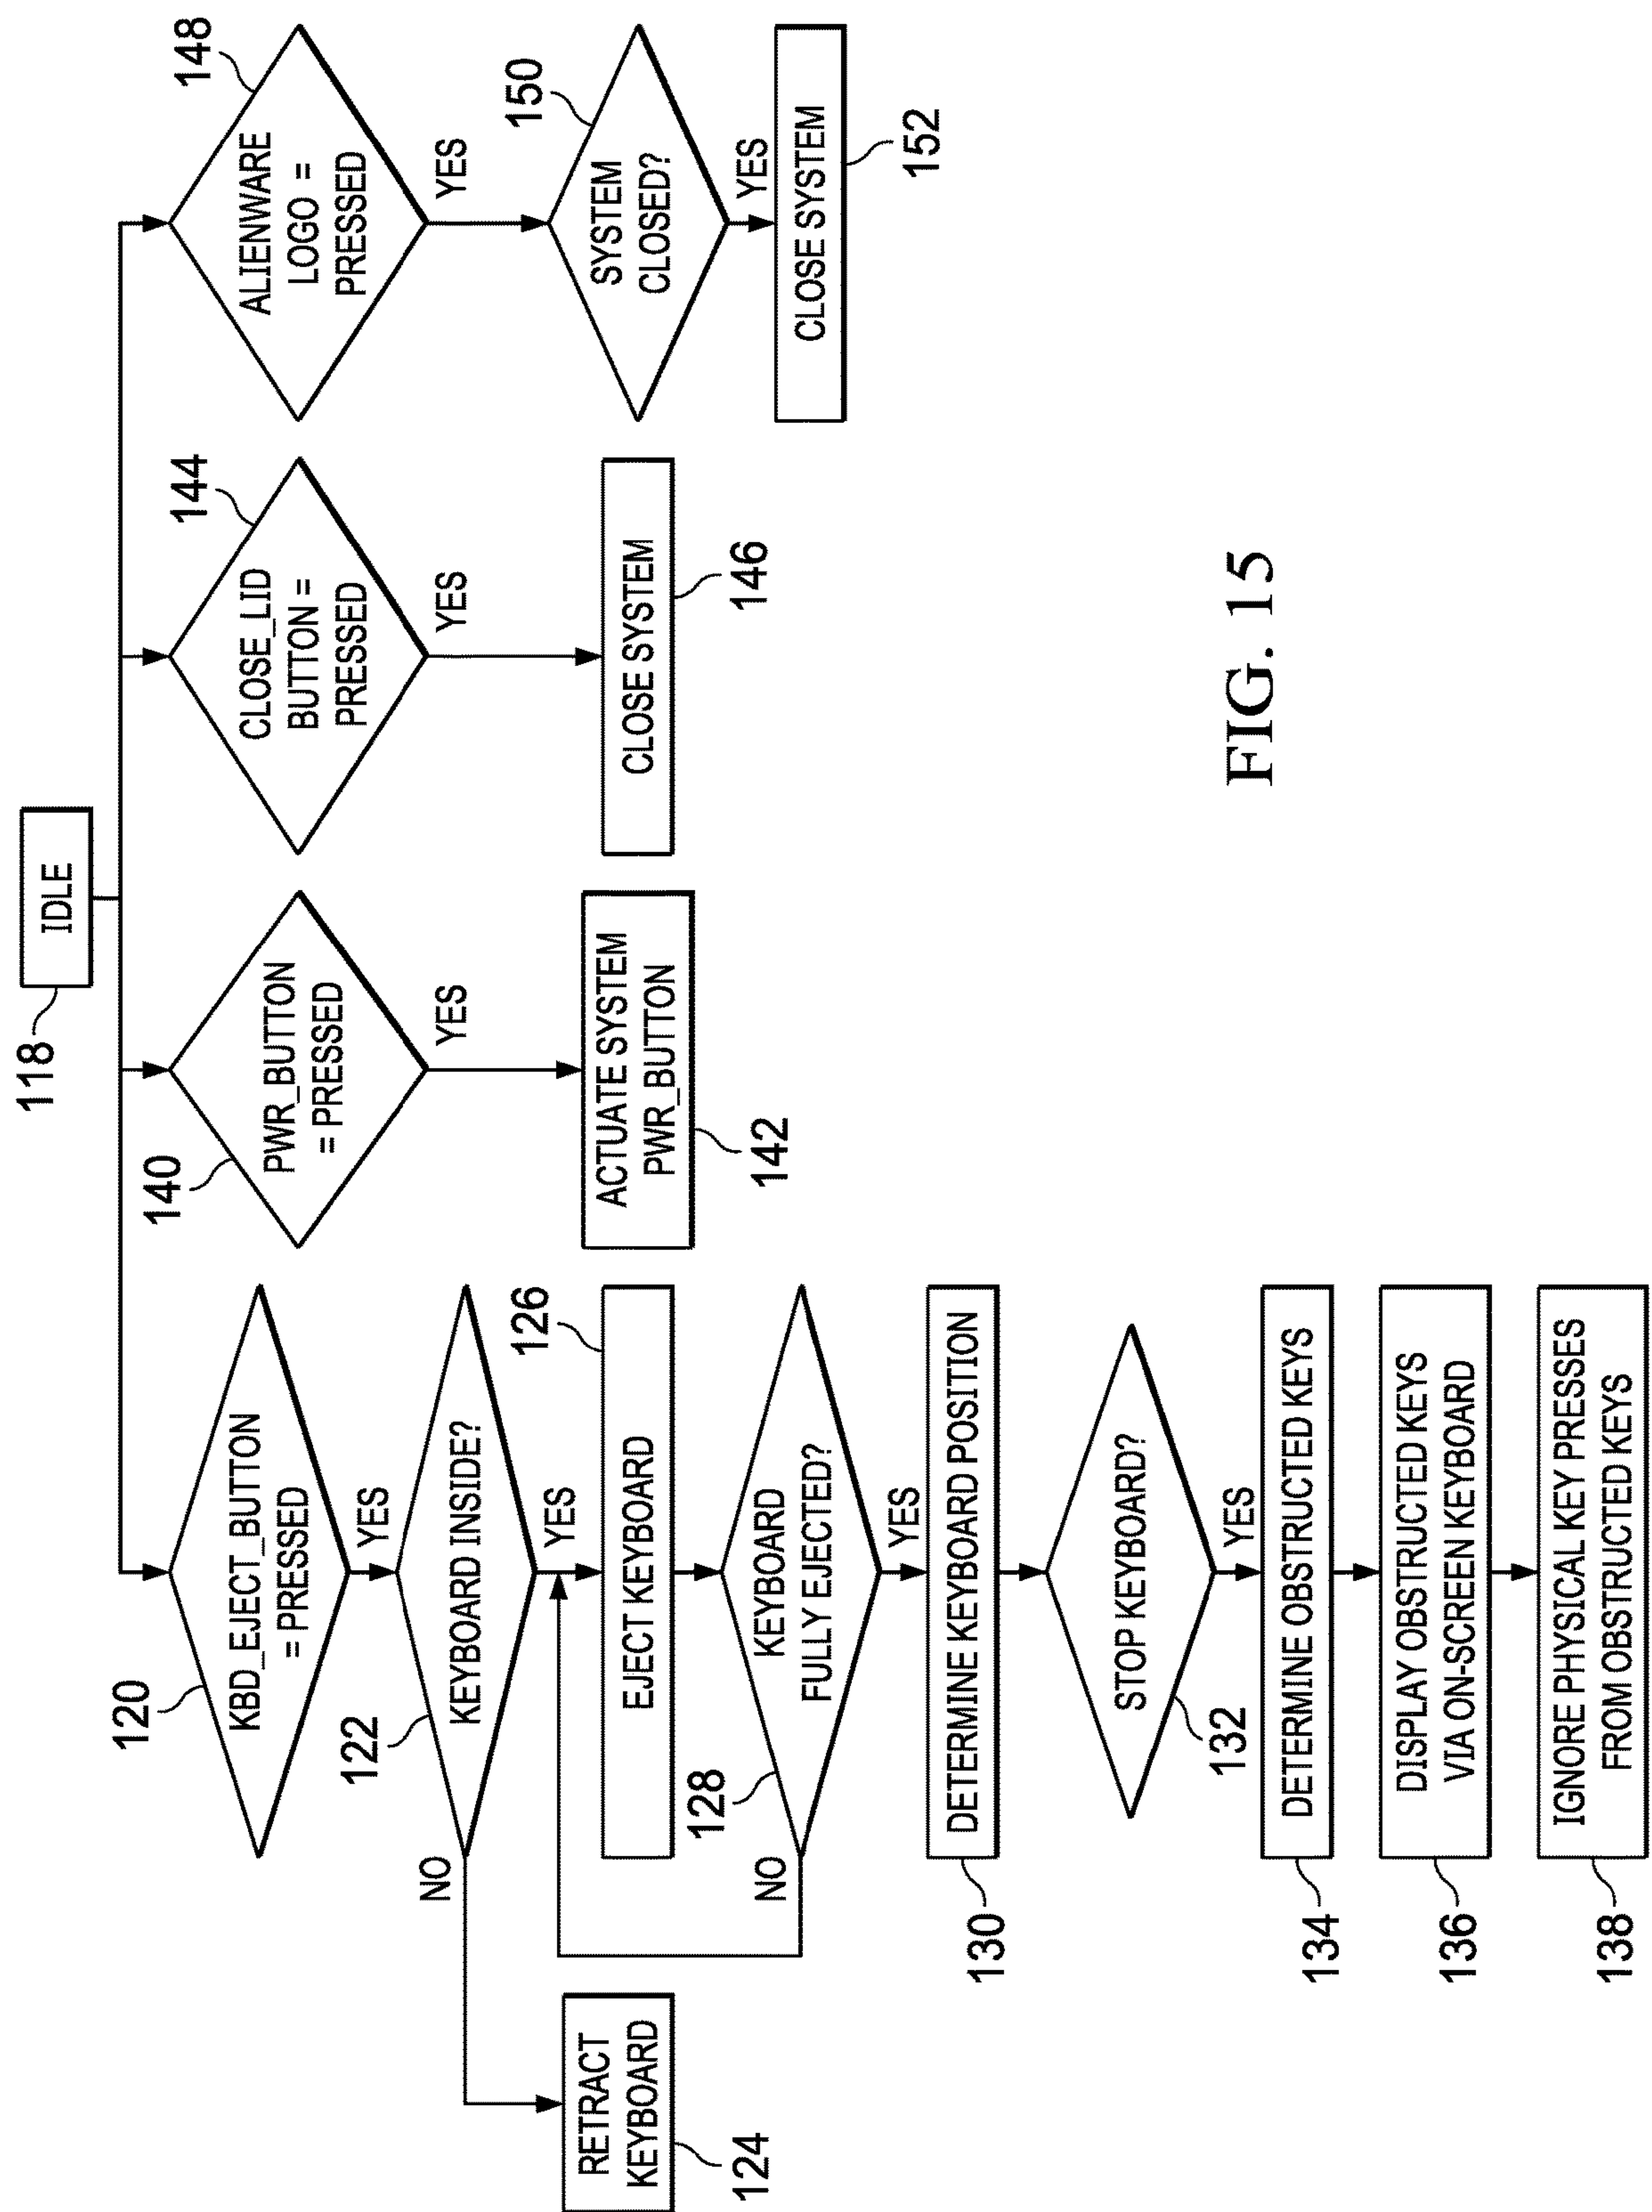 118
IDLE
120
KBD_EJECT_BUTTON
= PRESSED
YES
122
KEYBOARD INSIDE?
NO
YES
124
RETRACT
KEYBOARD
126
EJECT KEYBOARD
128
KEYBOARD
FULLY EJECTED?
NO
YES
130
DETERMINE KEYBOARD POSITION
STOP KEYBOARD?
132
YES
134
DETERMINE OBSTRUCTED KEYS
136
DISPLAY OBSTRUCTED KEYS
VIA ON-SCREEN KEYBOARD
138
IGNORE PHYSICAL KEY PRESSES
FROM OBSTRUCTED KEYS
140
PWR_BUTTON
= PRESSED
YES
ACTUATE SYSTEM
PWR_BUTTON
142
144
CLOSE_LID
BUTTON =
PRESSED
YES
CLOSE SYSTEM
146
148
ALIENWARE
LOGO =
PRESSED
YES
150
SYSTEM
CLOSED?
YES
CLOSE SYSTEM
152
FIG. 15